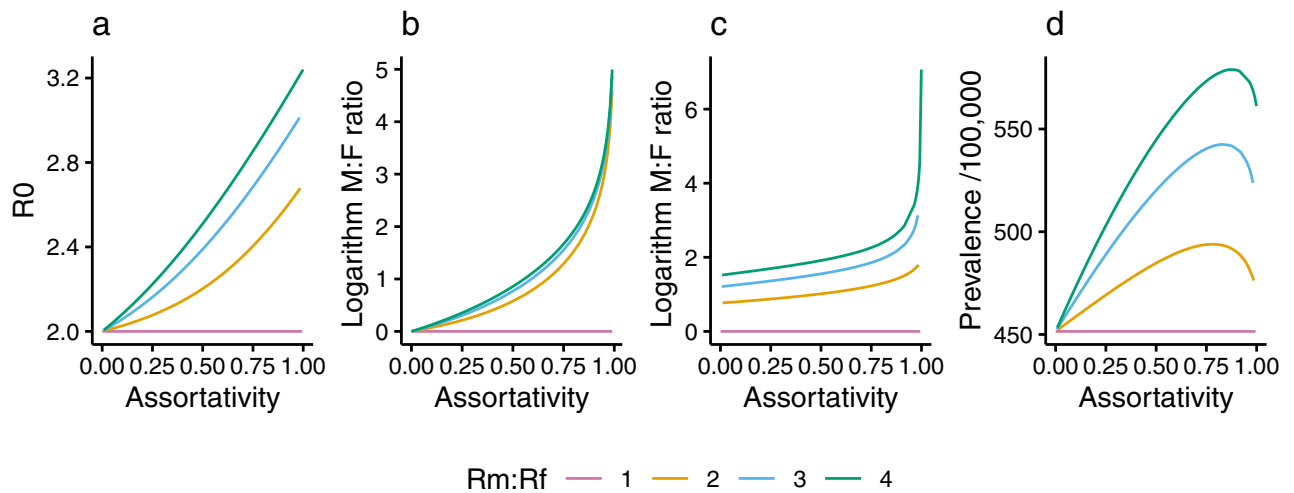 a
R0
3.2
2.8
2.4
2.0
0.00 0.25 0.50 0.75 1.00
Assortativity
b
Logarithm M:F ratio
5
4
3
2
1
0
0.00 0.25 0.50 0.75 1.00
Assortativity
c
Logarithm M:F ratio
6
4
2
0
0.00 0.25 0.50 0.75 1.00
Assortativity
d
Prevalence /100,000
550
500
450
0.00 0.25 0.50 0.75 1.00
Assortativity
Rm:Rf 1 2 3 4